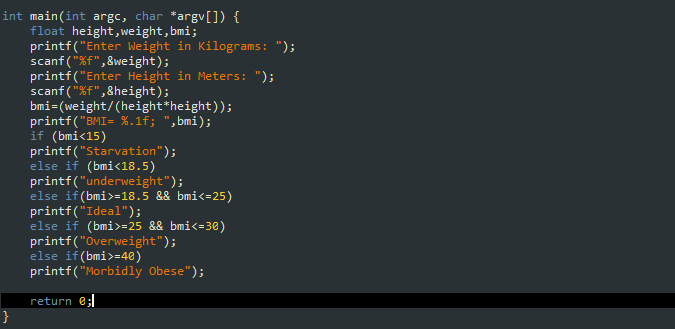 int main(int argc, char *argv[]) {
float height,weight,bmi;
printf("Enter Weight in Kilograms: ");
scanf("%f",&weight);
printf("Enter Height in Meters: ");
scanf("%f",&height);
bmi=(weight/(height*height));
printf("BMI= %.1f; ",bmi);
if (bmi<15)
printf("Starvation");
else if (bmi<18.5)
printf("underweight");
else if(bmi>=18.5 && bmi<=25)
printf("Ideal");
else if (bmi>=25 && bmi<=30)
printf("Overweight");
else if(bmi>=40)
printf("Morbidly Obese");
return 0;
}